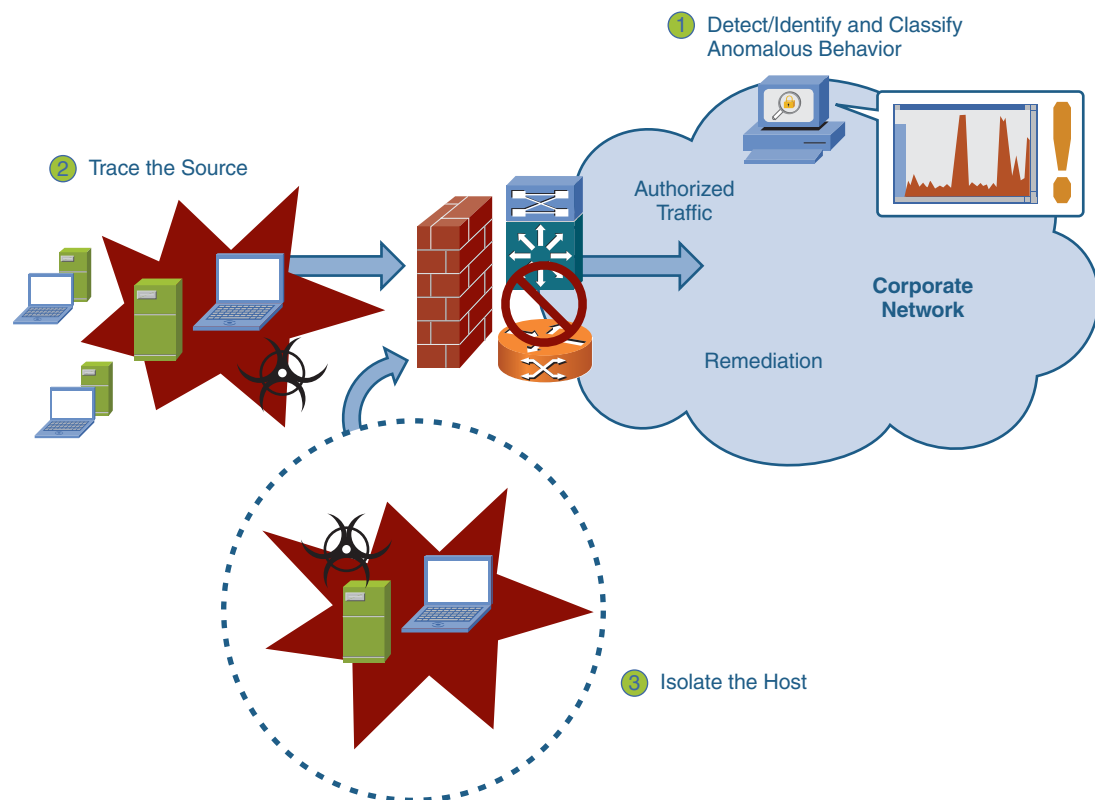 1 Detect/Identify and Classify
Anomalous Behavior
2 Trace the Source
Authorized
Traffic
Corporate
Network
Remediation
3 Isolate the Host